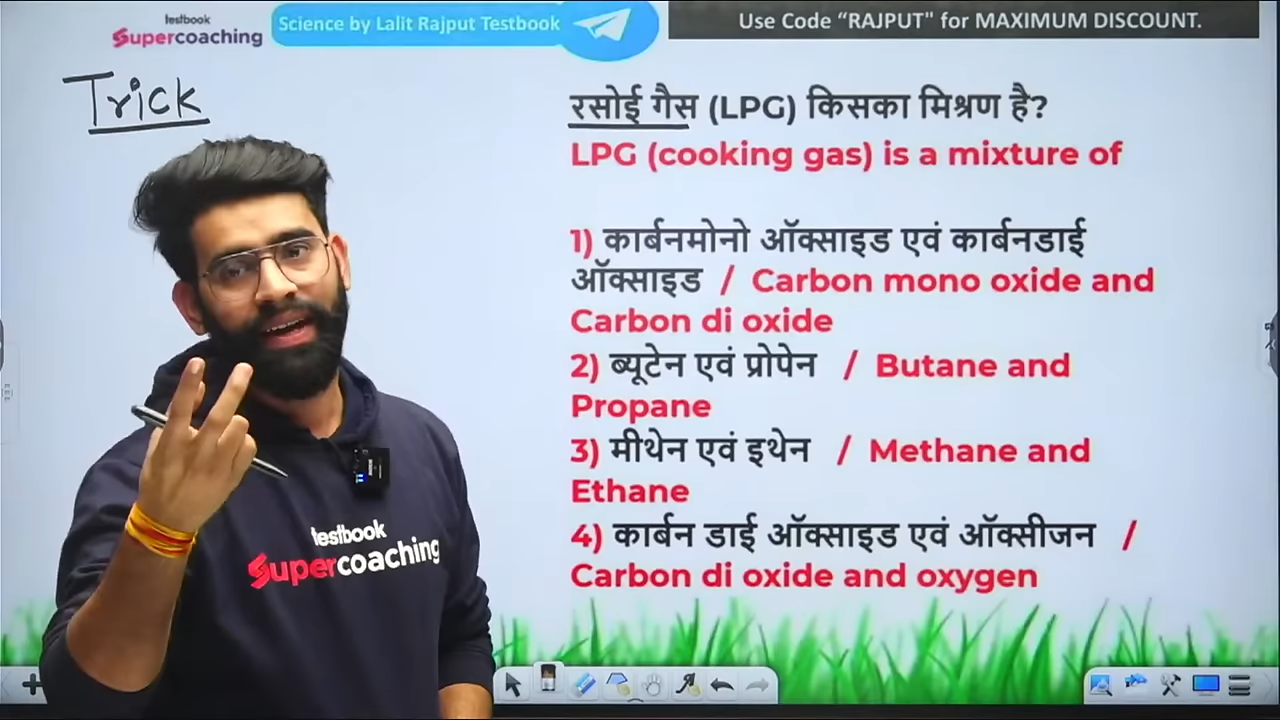 testbook
Supercoaching
Science by Lalit Rajput Testbook
Use Code “RAJPUT" for MAXIMUM DISCOUNT.
Trick
रसोई गैस (LPG) किसका मिश्रण है?
LPG (cooking gas) is a mixture of
1) कार्बनमोनो ऑक्साइड एवं कार्बनडाई
ऑक्साइड / Carbon mono oxide and
Carbon di oxide
2) ब्यूटेन एवं प्रोपेन / Butane and
Propane
3) मीथेन एवं इथेन / Methane and
Ethane
4) कार्बन डाई ऑक्साइड एवं ऑक्सीजन /
Carbon di oxide and oxygen
testbook
Supercoaching